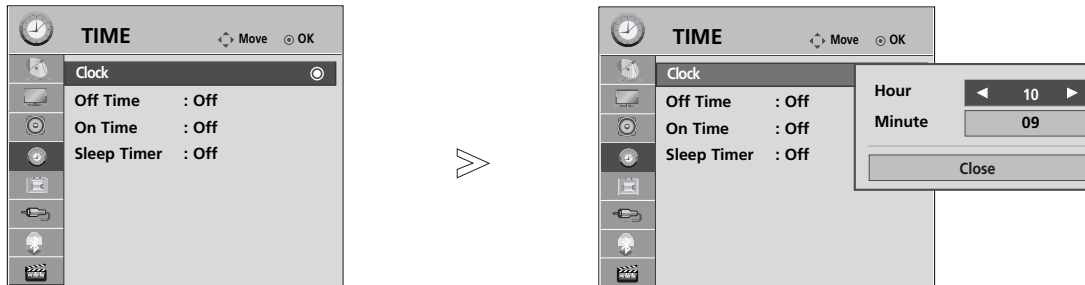 TIME
Move
OK
Clock
Off Time : Off
On Time : Off
Sleep Timer : Off
TIME
Move
OK
Clock
Off Time : Off
On Time : Off
Sleep Timer : Off
Hour 10
Minute 09
Close